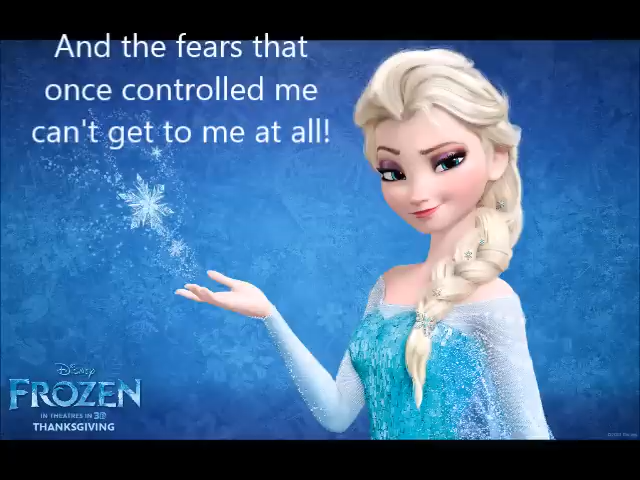 And the fears that
once controlled me
can't get to me at all!
Disney
FROZEN
IN THEATRES IN 3D
THANKSGIVING